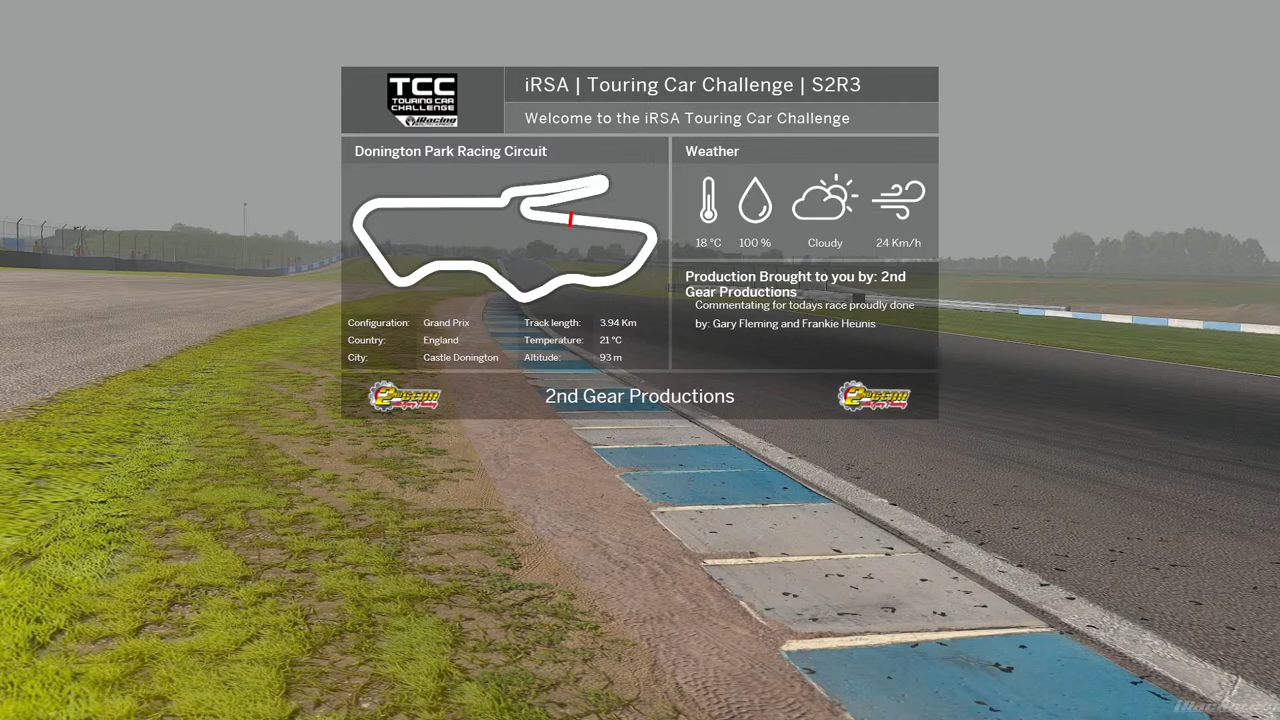 TCC
TOURING CAR
CHALLENGE
iRacing
iRSA | Touring Car Challenge | S2R3
Welcome to the iRSA Touring Car Challenge
Donington Park Racing Circuit
Configuration: Grand Prix Track length: 3.94 Km
Country: England Temperature: 21 °C
City: Castle Donington Altitude: 93 m
Weather
18 °C 100 % Cloudy 24 Km/h
Production Brought to you by: 2nd
Gear Productions
Commentating for todays race proudly done
by: Gary Fleming and Frankie Heunis
2nd Gear Productions